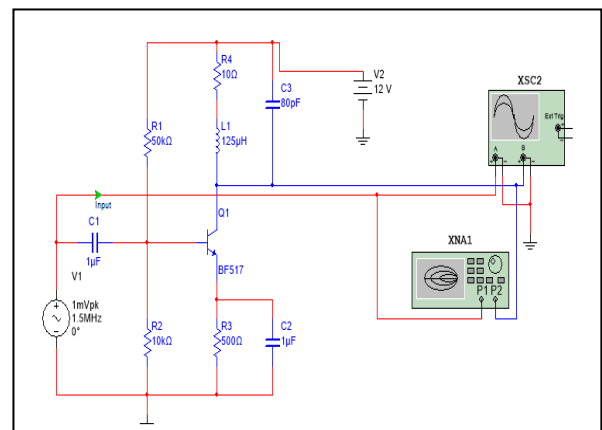 XSC2
Ext Trig
A
B
V2
12 V
R4
10Ω
C3
80pF
L1
125µH
R1
50kΩ
Input
Q1
BF517
C1
1µF
V1
1mVpk
1.5MHz
0°
XNA1
P1 P2
R2
10kΩ
R3
500Ω
C2
1µF